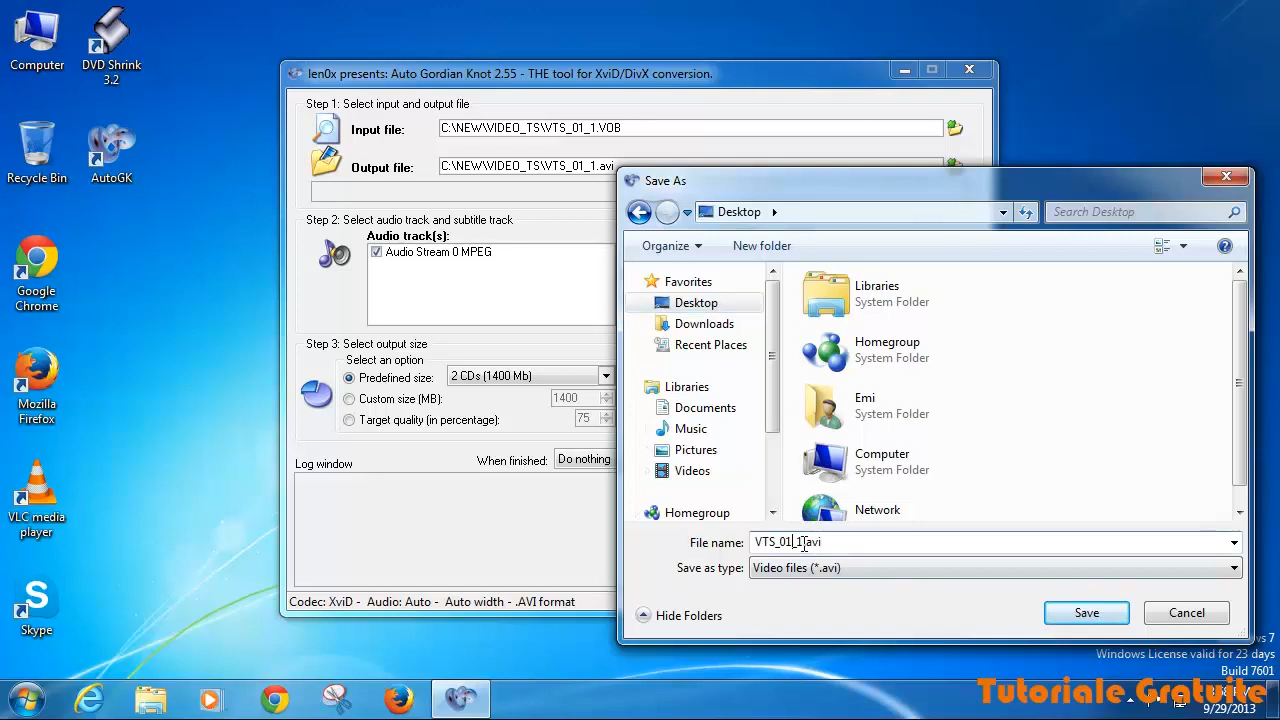 Computer
DVD Shrink
3.2
Recycle Bin
AutoGK
Google
Chrome
Mozilla
Firefox
VLC media
player
Skype
len0x presents: Auto Gordian Knot 2.55 - THE tool for XviD/DivX conversion.
Step 1: Select input and output file
Input file:
C:\NEW\VIDEO_TS\VTS_01_1.VOB
Output file:
C:\NEW\VIDEO_TS\VTS_01_1.avi
Step 2: Select audio track and subtitle track
Audio track(s):
Audio Stream 0 MPEG
Step 3: Select output size
Select an option
Predefined size:
2 CDs (1400 Mb)
Custom size (MB):
1400
Target quality (in percentage):
75
Log window
When finished:
Do nothing
Codec: XviD - Audio: Auto - Auto width - .AVI format
Save As
Desktop
Search Desktop
Organize
New folder
Favorites
Desktop
Downloads
Recent Places
Libraries
Documents
Music
Pictures
Videos
Homegroup
Libraries
System Folder
Homegroup
System Folder
Emi
System Folder
Computer
System Folder
Network
File name:
VTS_01_1.avi
Save as type:
Video files (*.avi)
Hide Folders
Save
Cancel
Windows License valid for 23 days
Build 7601
Tutoriale Gratuite
9/29/2013